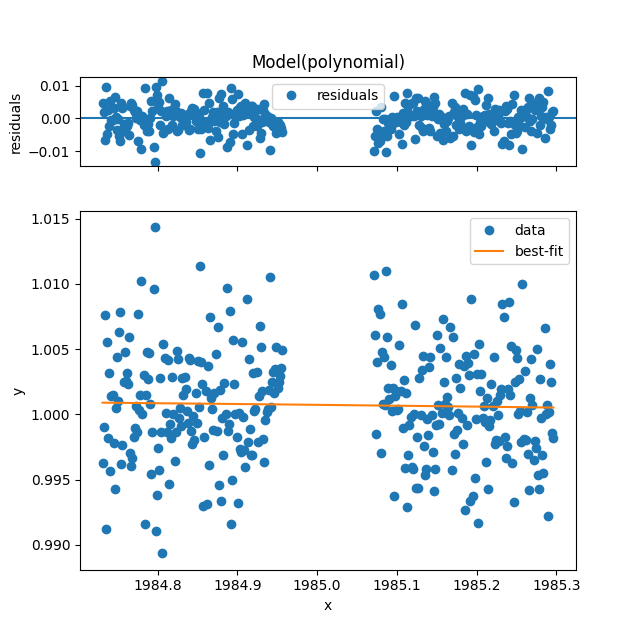 Model(polynomial)
0.01
0.00
−0.01
residuals
residuals
1.015
1.010
1.005
1.000
0.995
0.990
y
data
best-fit
1984.8 1984.9 1985.0 1985.1 1985.2 1985.3
x